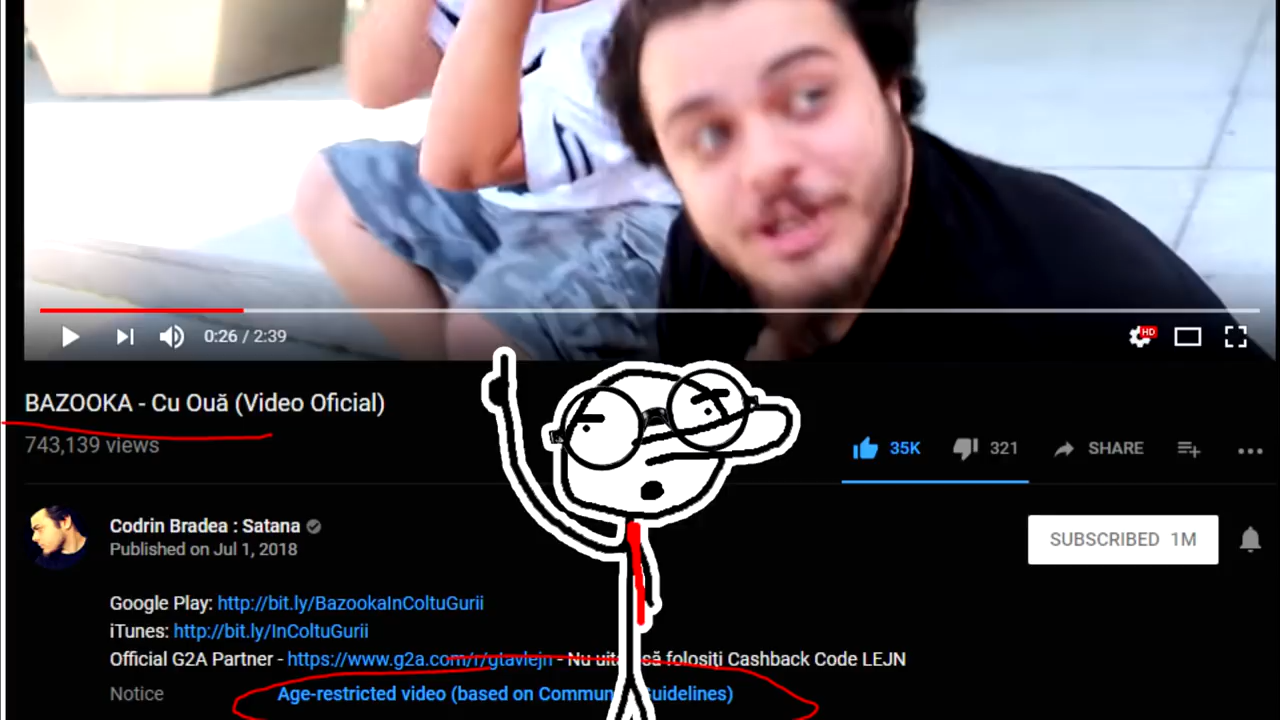 HD
0:26 / 2:39
BAZOOKA - Cu Ouă (Video Oficial)
743,139 views
35K 321 SHARE
Codrin Bradea : Satana
Published on Jul 1, 2018
SUBSCRIBED 1M
Google Play: http://bit.ly/BazookaInColtuGurii
iTunes: http://bit.ly/InColtuGurii
Official G2A Partner - https://www.g2a.com/r/gtavlejn - Nu să folosiți Cashback Code LEJN
Notice Age-restricted video (based on